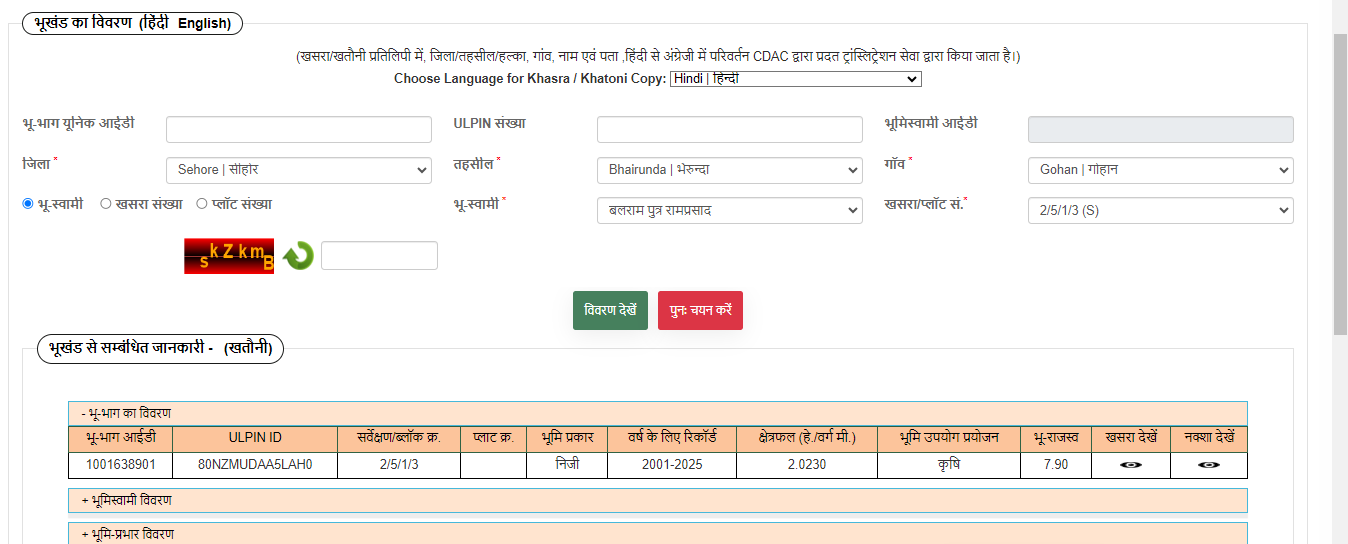 भूखंड का विवरण (हिंदी English)
(खसरा/खतौनी प्रतिलिपी में, जिला/तहसील/हल्का, गांव, नाम एवं पता ,हिंदी से अंग्रेजी में परिवर्तन CDAC द्वारा प्रदत ट्रांस्लिट्रेशन सेवा द्वारा किया जाता है।)
Choose Language for Khasra / Khatoni Copy: Hindi | हिन्दी
भू-भाग यूनिक आईडी ULPIN संख्या भूमिस्वामी आईडी
जिला * Sehore | सीहोर तहसील * Bhairunda | भेरुन्दा गाँव * Gohan | गोहान
भू-स्वामी खसरा संख्या प्लॉट संख्या भू-स्वामी * बलराम पुत्र रामप्रसाद खसरा/प्लॉट सं.* 2/5/1/3 (S)
skZkmB
विवरण देखें पुनः चयन करें
भूखंड से सम्बंधित जानकारी - (खतौनी)
- भू-भाग का विवरण
भू-भाग आईडी ULPIN ID सर्वेक्षण/ब्लॉक क्र. प्लाट क्र. भूमि प्रकार वर्ष के लिए रिकॉर्ड क्षेत्रफल (हे./वर्ग मी.) भूमि उपयोग प्रयोजन भू-राजस्व खसरा देखें नक्शा देखें
1001638901 80NZMUDAA5LAH0 2/5/1/3 निजी 2001-2025 2.0230 कृषि 7.90
+ भूमिस्वामी विवरण
+ भूमि-प्रभार विवरण